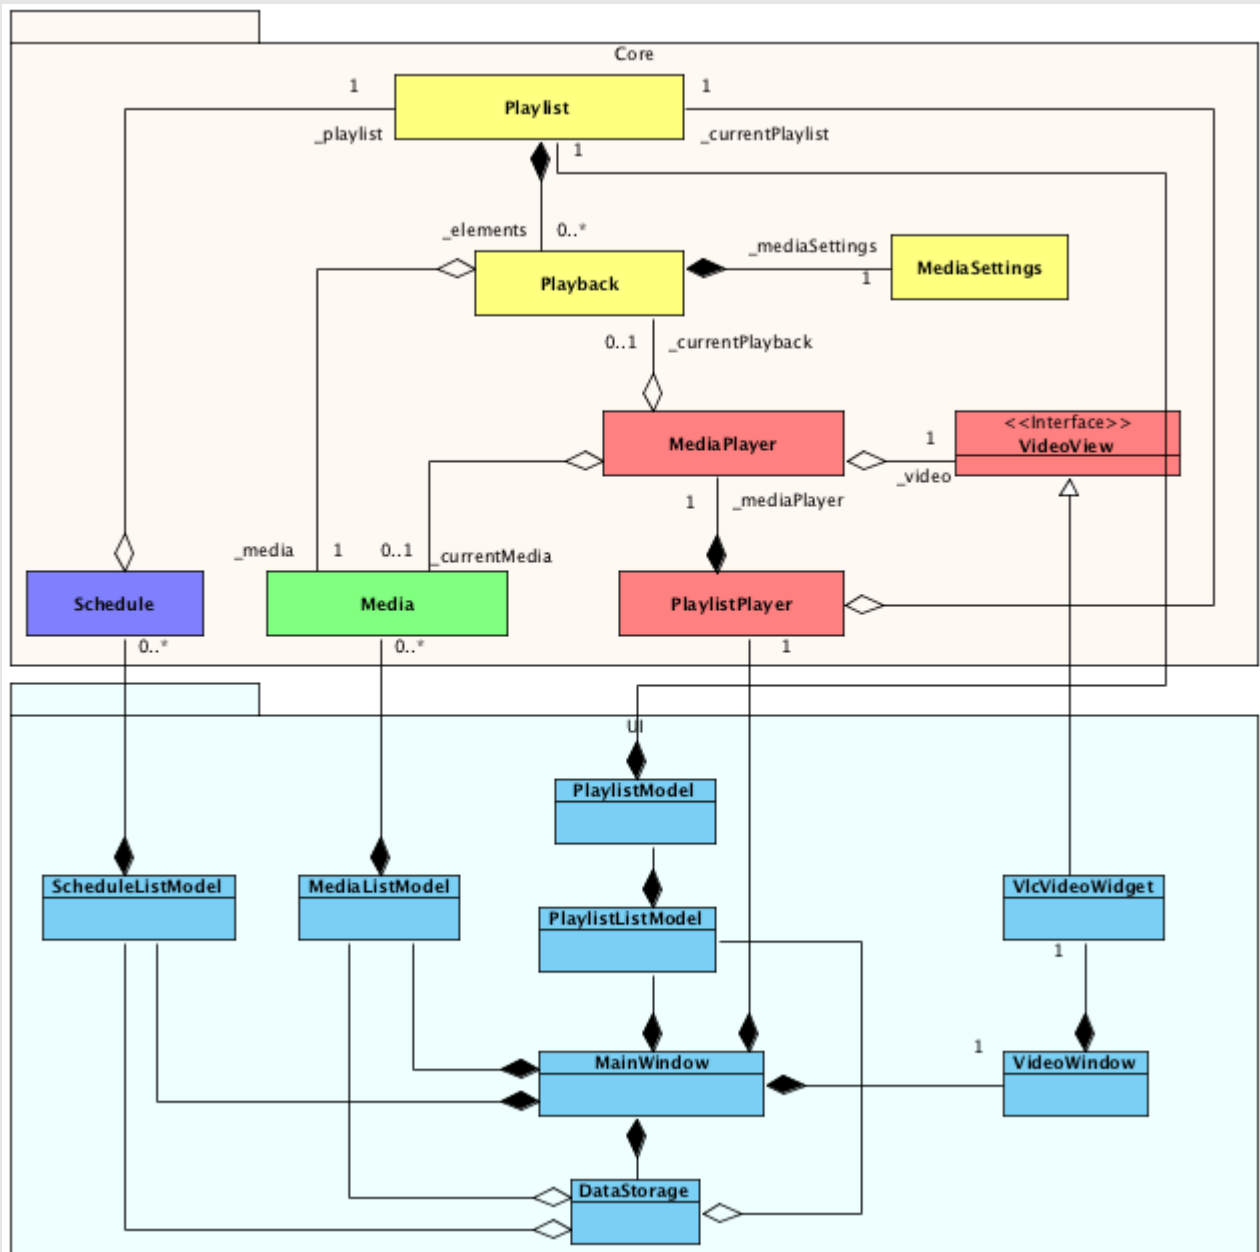 Core
1
Playlist
1
_playlist
_currentPlaylist
1
_elements
0..*
_mediaSettings
Playback
1
MediaSettings
0..1
_currentPlayback
<<Interface>>
VideoView
MediaPlayer
1
_video
1
_mediaPlayer
_media
1
0..1
_currentMedia
Schedule
Media
PlaylistPlayer
0..*
0..*
1
UI
PlaylistModel
ScheduleListModel
MediaListModel
PlaylistListModel
VlcVideoWidget
1
1
MainWindow
VideoWindow
DataStorage